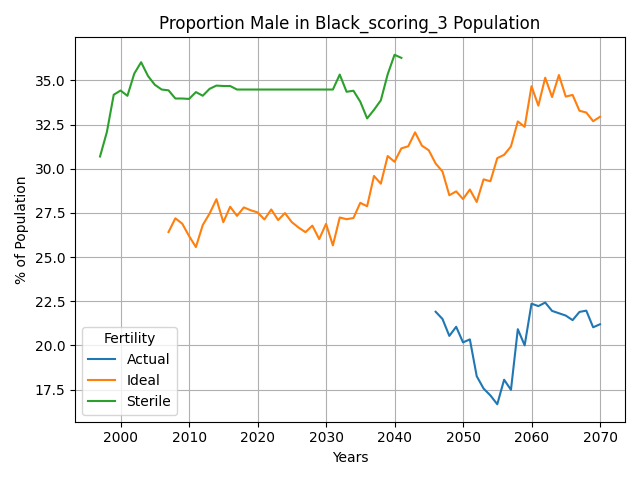 Proportion Male in Black_scoring_3 Population
% of Population
35.0
32.5
30.0
27.5
25.0
22.5
20.0
17.5
Fertility
Actual
Ideal
Sterile
2000 2010 2020 2030 2040 2050 2060 2070
Years